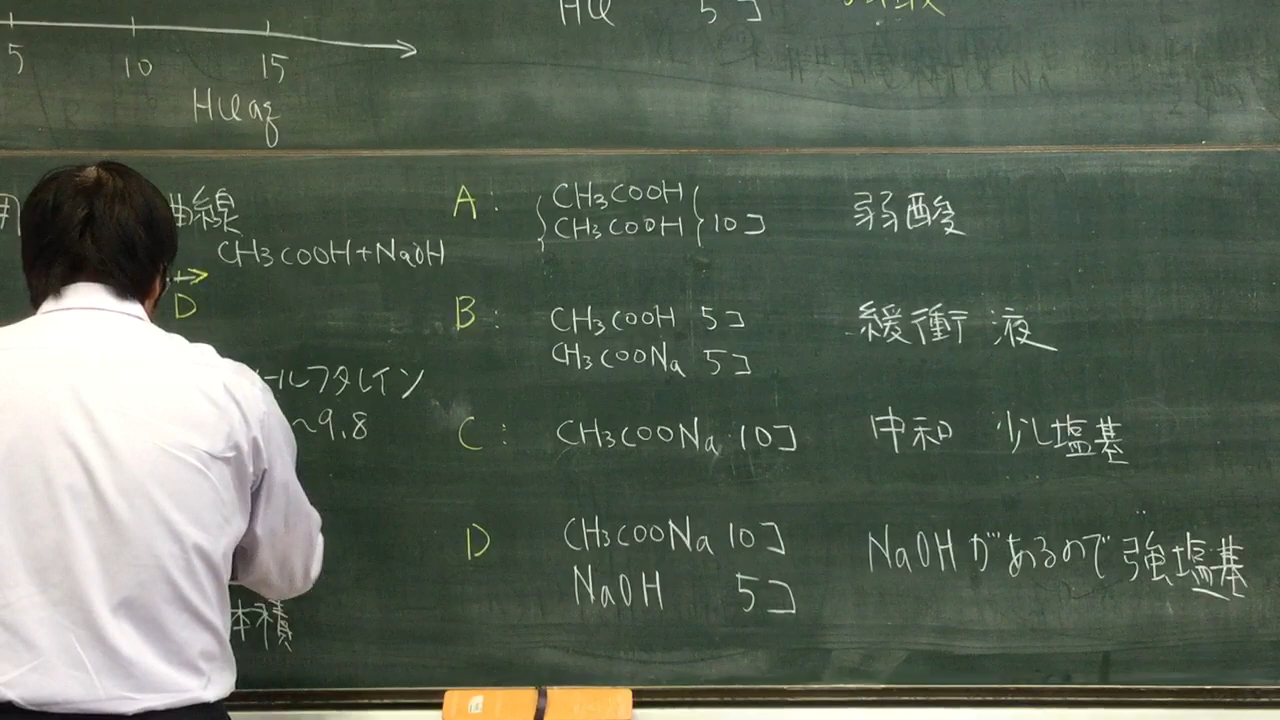 HCl 5コ
5 10 15
HClaq
曲線
CH3COOH+NaOH
D
ールフタレイン
~9.8
体積
A: CH3COOH
CH3COOH 10コ 弱酸
B: CH3COOH 5コ 緩衝液
CH3COONa 5コ
C: CH3COONa 10コ 中和 少し塩基
D CH3COONa 10コ NaOHがあるので強塩基
NaOH 5コ